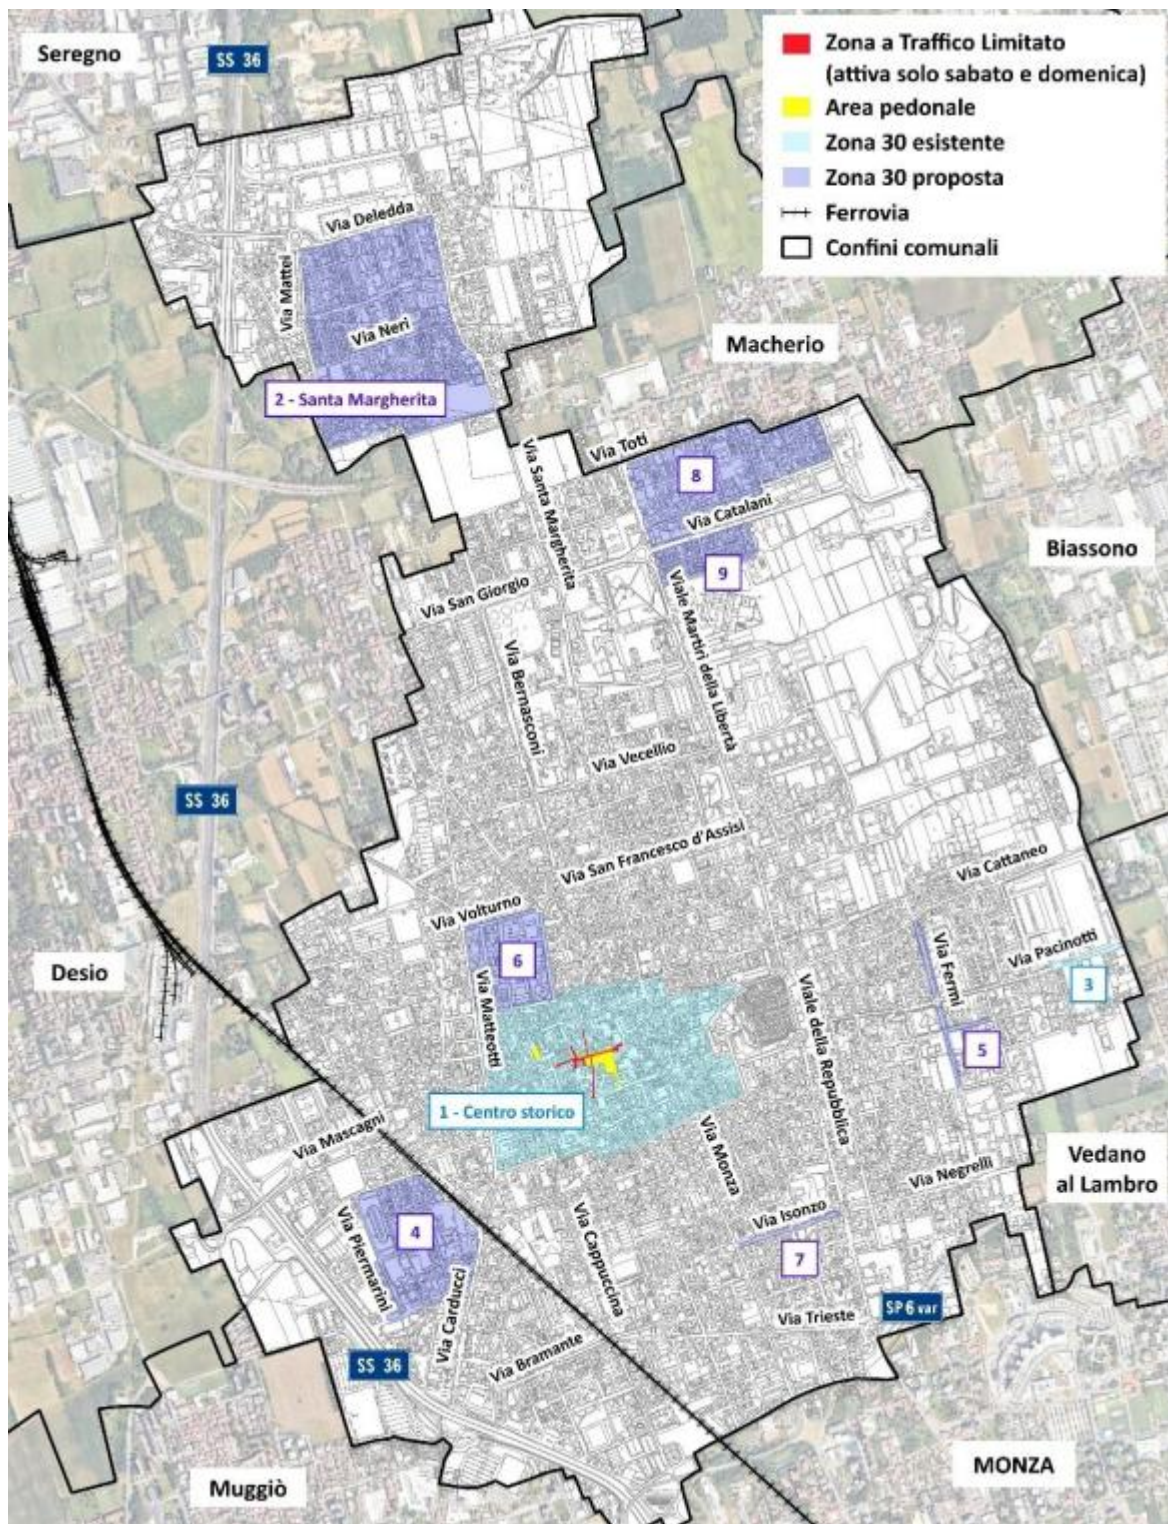 Seregno
SS 36
Zona a Traffico Limitato
(attiva solo sabato e domenica)
Area pedonale
Zona 30 esistente
Zona 30 proposta
Ferrovia
Confini comunali
Via Deledda
Via Mattei
Via Neri
Macherio
2 - Santa Margherita
Via Toti
Via Santa Margherita
8
Via Catalani
Biassono
9
Via San Giorgio
Viale Martiri della Libertà
Via Bernasconi
Via Vecellio
SS 36
Via San Francesco d'Assisi
Via Cattaneo
Via Volturno
Via Fermi
Via Pacinotti
6
Desio
3
Via Matteotti
Viale della Repubblica
5
1 - Centro storico
Via Mascagni
Via Monza
Vedano
al Lambro
Via Negrelli
Via Isonzo
4
Via Piermarini
Via Cappuccina
7
Via Carducci
SP 6 var
Via Trieste
SS 36
Via Bramante
MONZA
Muggiò